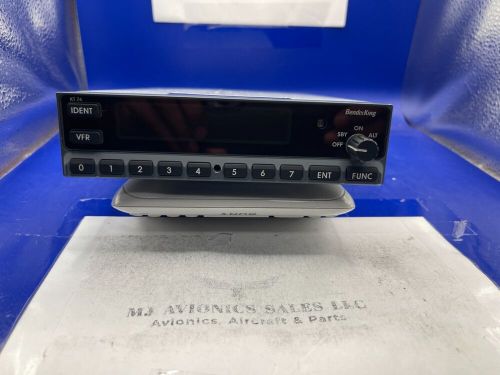 KT 74
BendixKing
IDENT
VFR
ON
SBY
ALT
OFF
0 1 2 3 4 5 6 7 ENT FUNC
SONY
MJ AVIONICS SALES LLC
Avionics, Aircraft & Parts